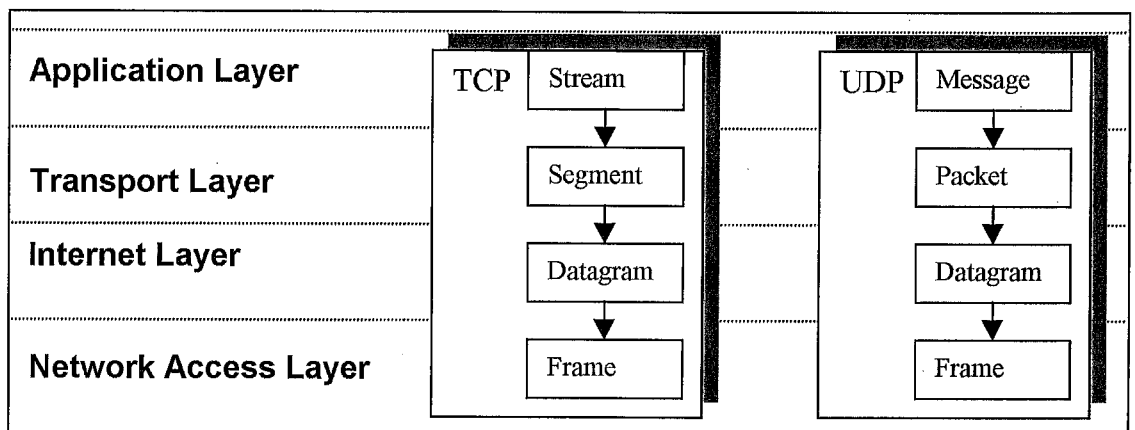 Application Layer
TCP
Stream
UDP
Message
Transport Layer
Segment
Packet
Internet Layer
Datagram
Datagram
Network Access Layer
Frame
Frame